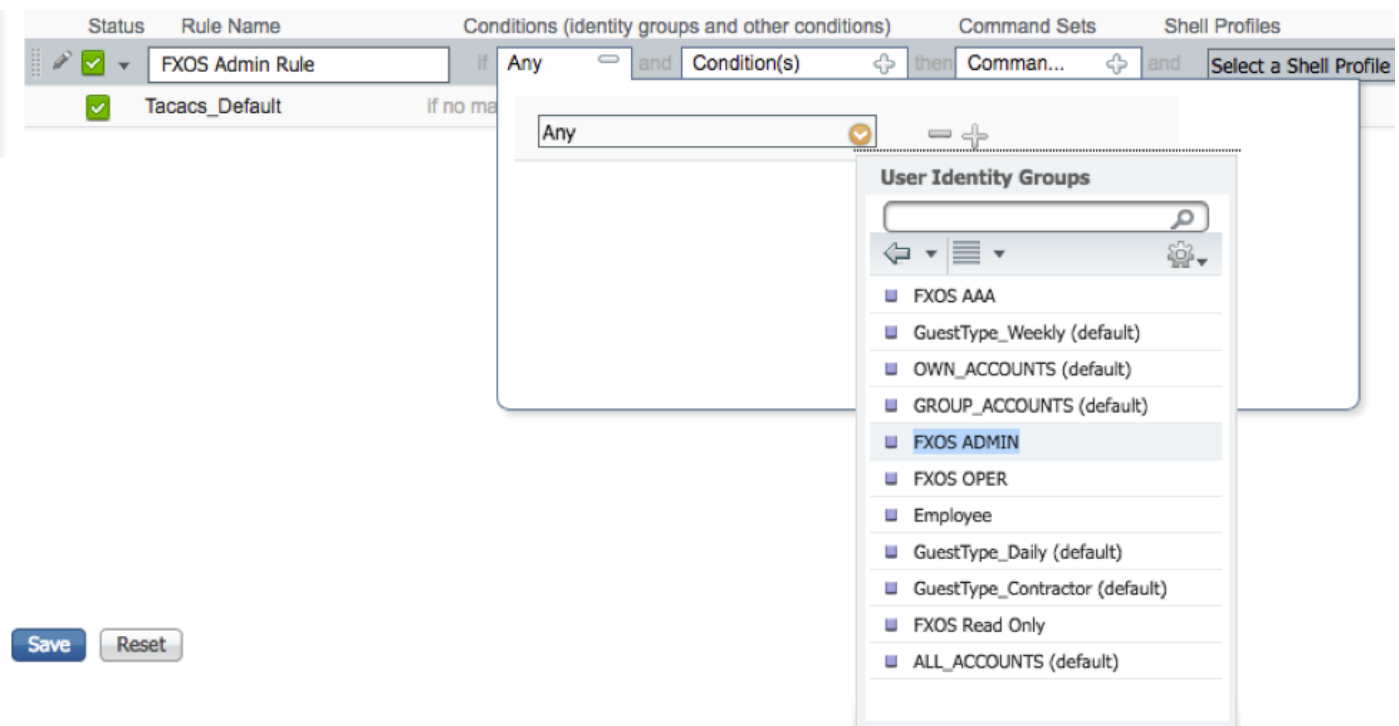 Status Rule Name Conditions (identity groups and other conditions) Command Sets Shell Profiles
FXOS Admin Rule If Any and Condition(s) then Comman... and Select a Shell Profile
Tacacs_Default if no ma
Any
User Identity Groups
FXOS AAA
GuestType_Weekly (default)
OWN_ACCOUNTS (default)
GROUP_ACCOUNTS (default)
FXOS ADMIN
FXOS OPER
Employee
GuestType_Daily (default)
GuestType_Contractor (default)
FXOS Read Only
ALL_ACCOUNTS (default)
Save Reset